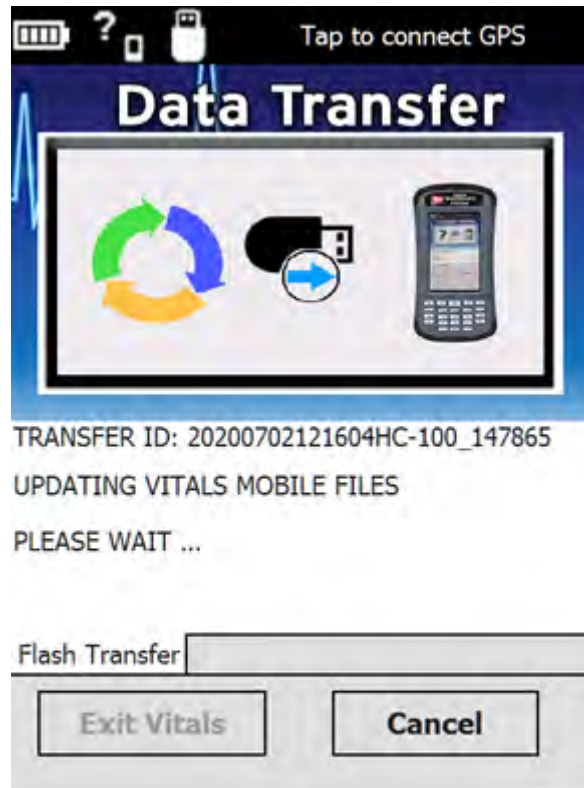 Tap to connect GPS
Data Transfer
TRANSFER ID: 20200702121604HC-100_147865
UPDATING VITALS MOBILE FILES
PLEASE WAIT ...
Flash Transfer
Exit Vitals
Cancel